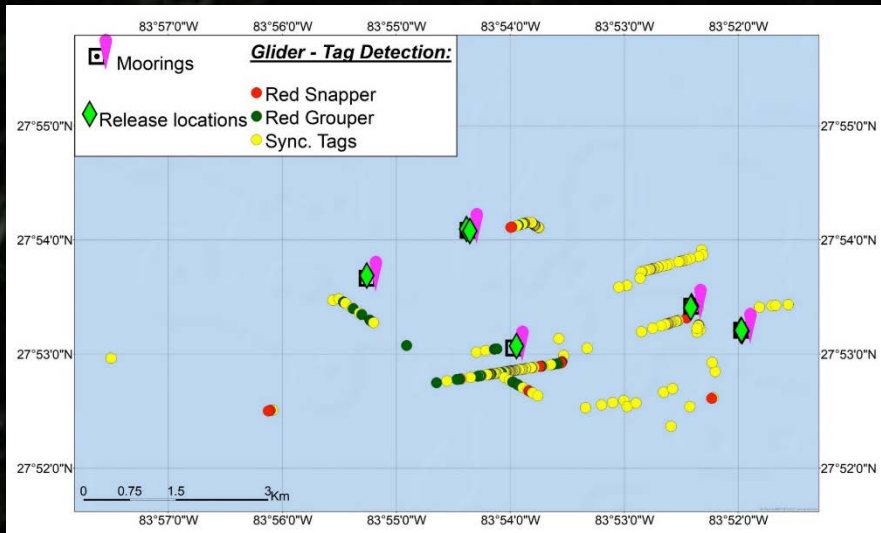 83°57'0"W 83°56'0"W 83°55'0"W 83°54'0"W 83°53'0"W 83°52'0"W
Moorings
Release locations
Glider - Tag Detection:
Red Snapper
Red Grouper
Sync. Tags
27°55'0"N 27°55'0"N
27°54'0"N 27°54'0"N
27°53'0"N 27°53'0"N
27°52'0"N 27°52'0"N
0 0.75 1.5 3
Km
83°57'0"W 83°56'0"W 83°55'0"W 83°54'0"W 83°53'0"W 83°52'0"W